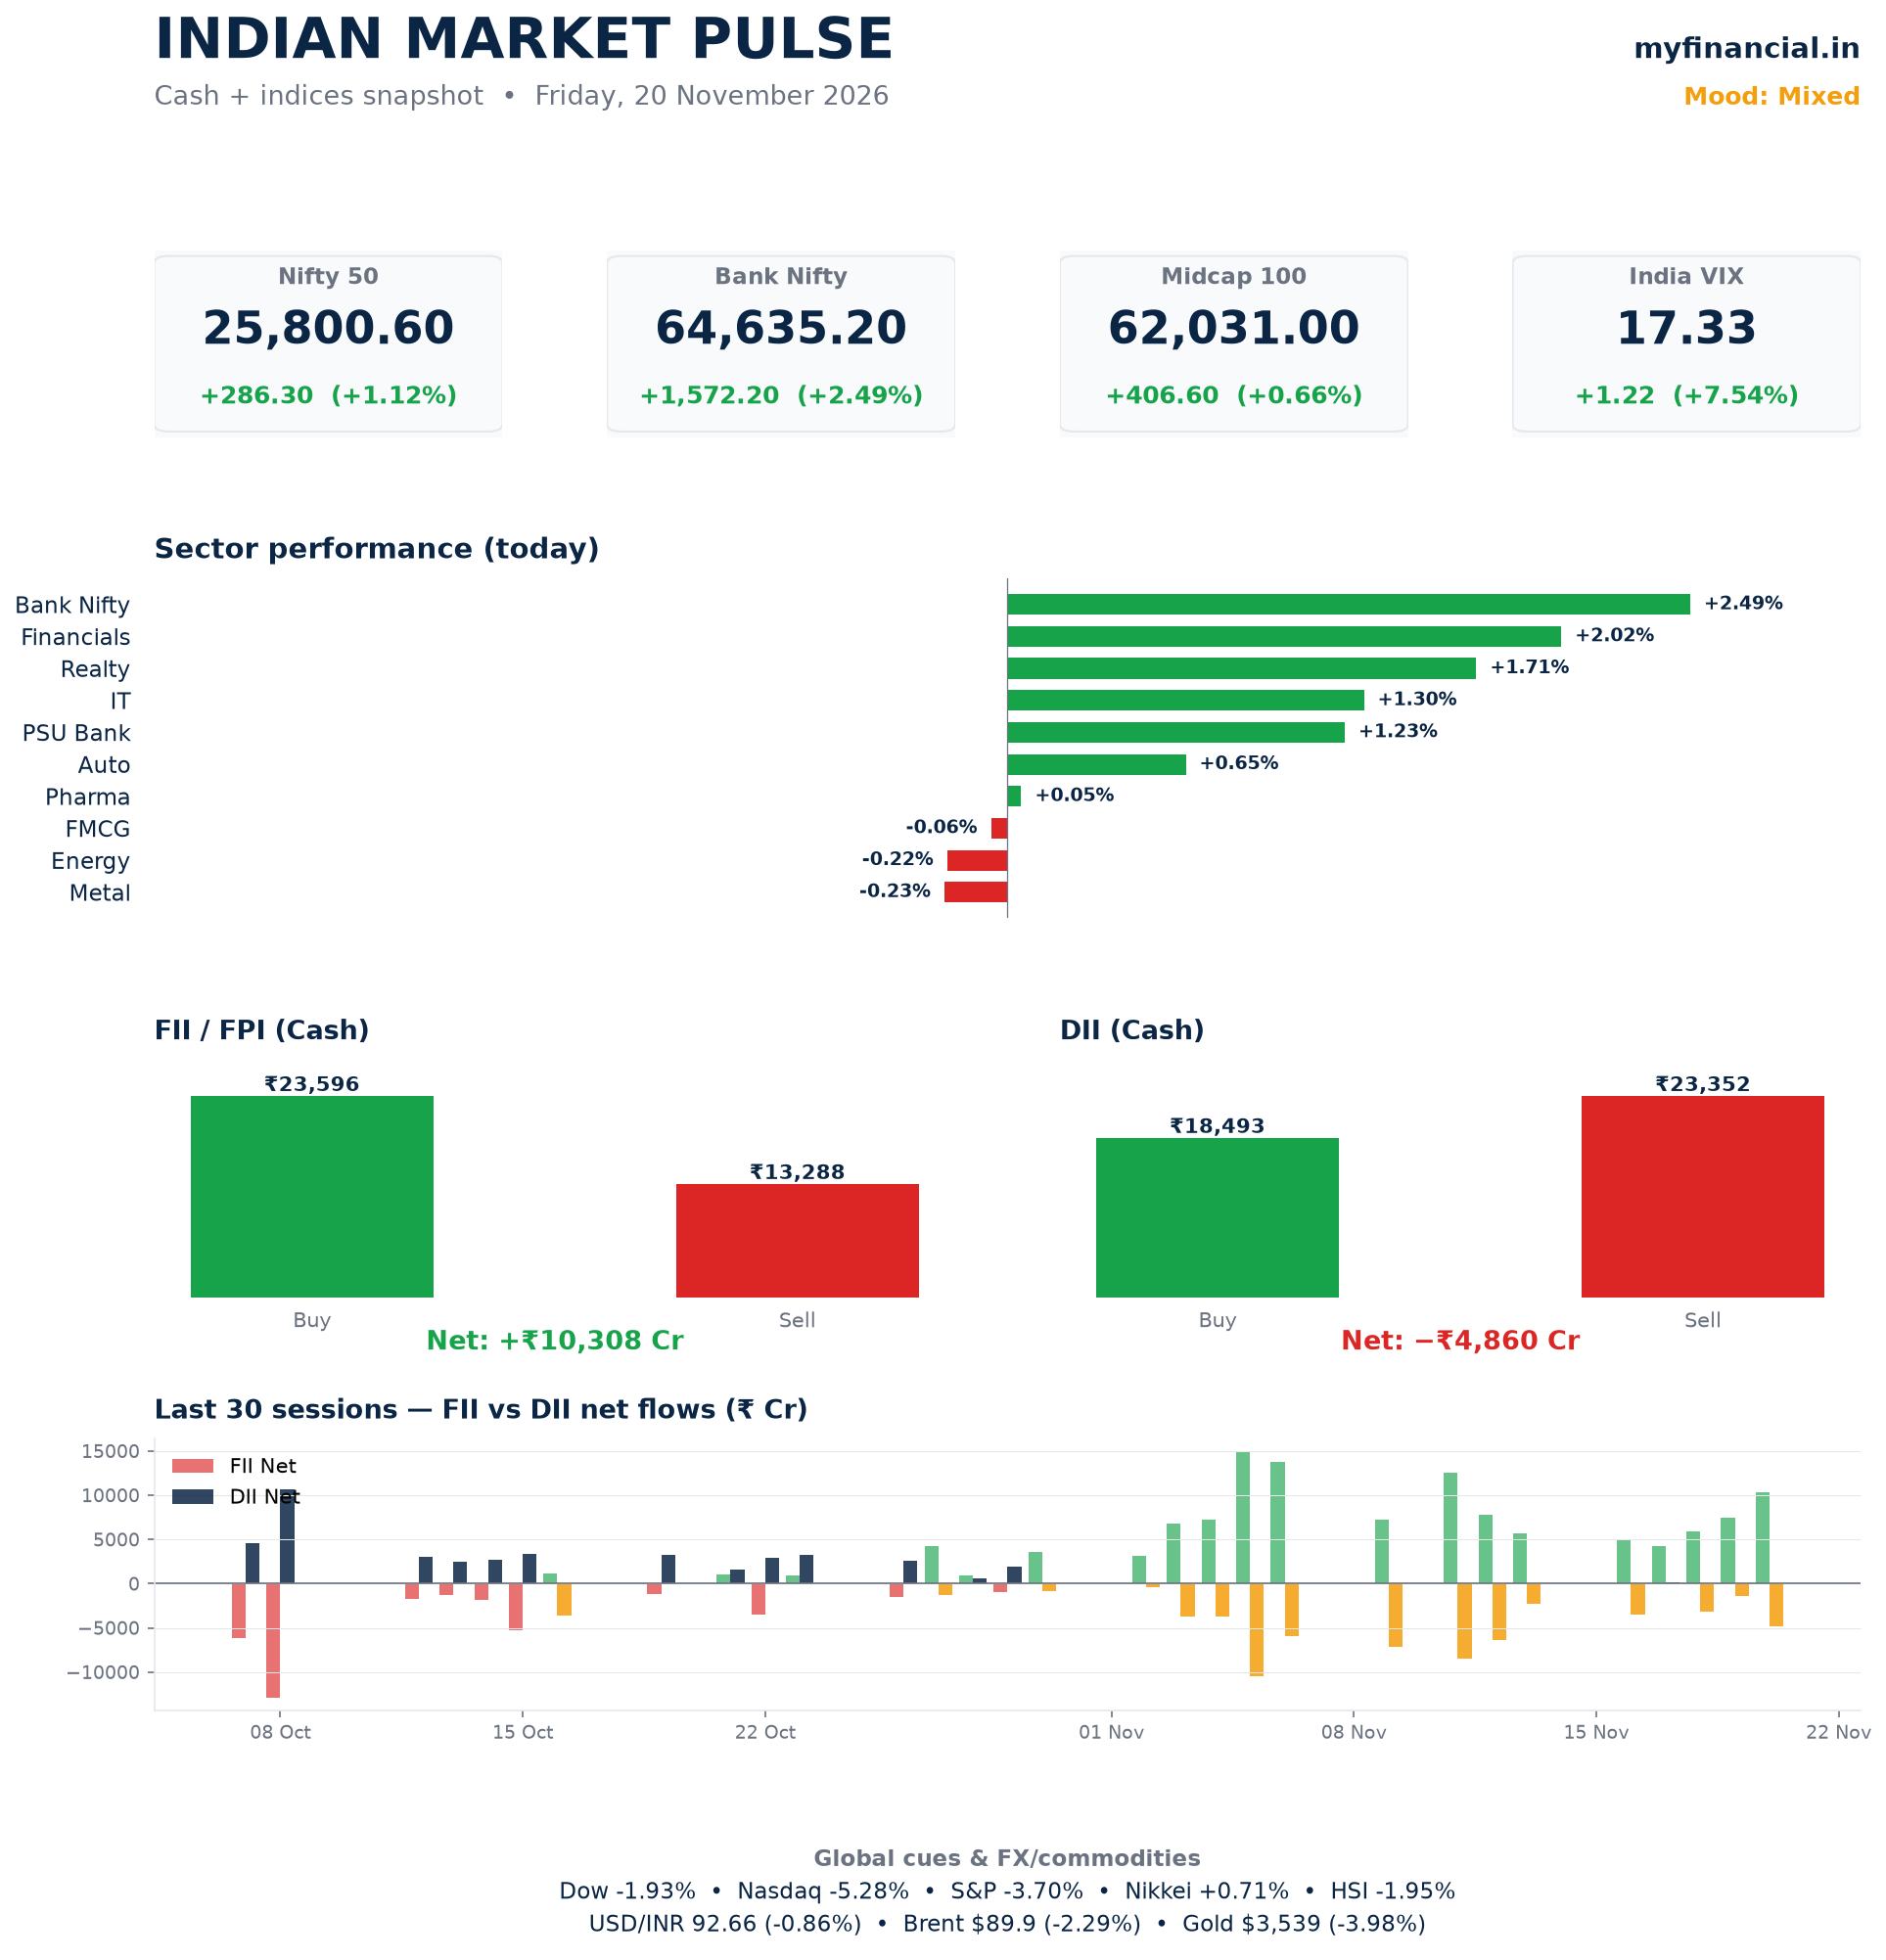 INDIAN MARKET PULSE
myfinancial.in
Cash + indices snapshot • Friday, 20 November 2026
Mood: Mixed
Nifty 50
25,800.60
+286.30 (+1.12%)
Bank Nifty
64,635.20
+1,572.20 (+2.49%)
Midcap 100
62,031.00
+406.60 (+0.66%)
India VIX
17.33
+1.22 (+7.54%)
Sector performance (today)
Bank Nifty +2.49%
Financials +2.02%
Realty +1.71%
IT +1.30%
PSU Bank +1.23%
Auto +0.65%
Pharma +0.05%
FMCG -0.06%
Energy -0.22%
Metal -0.23%
FII / FPI (Cash)
₹23,596
₹13,288
Buy Sell
Net: +₹10,308 Cr
DII (Cash)
₹18,493
₹23,352
Buy Sell
Net: −₹4,860 Cr
Last 30 sessions — FII vs DII net flows (₹ Cr)
FII Net
DII Net
15000
10000
5000
0
−5000
−10000
08 Oct 15 Oct 22 Oct 01 Nov 08 Nov 15 Nov 22 Nov
Global cues & FX/commodities
Dow -1.93% • Nasdaq -5.28% • S&P -3.70% • Nikkei +0.71% • HSI -1.95%
USD/INR 92.66 (-0.86%) • Brent $89.9 (-2.29%) • Gold $3,539 (-3.98%)